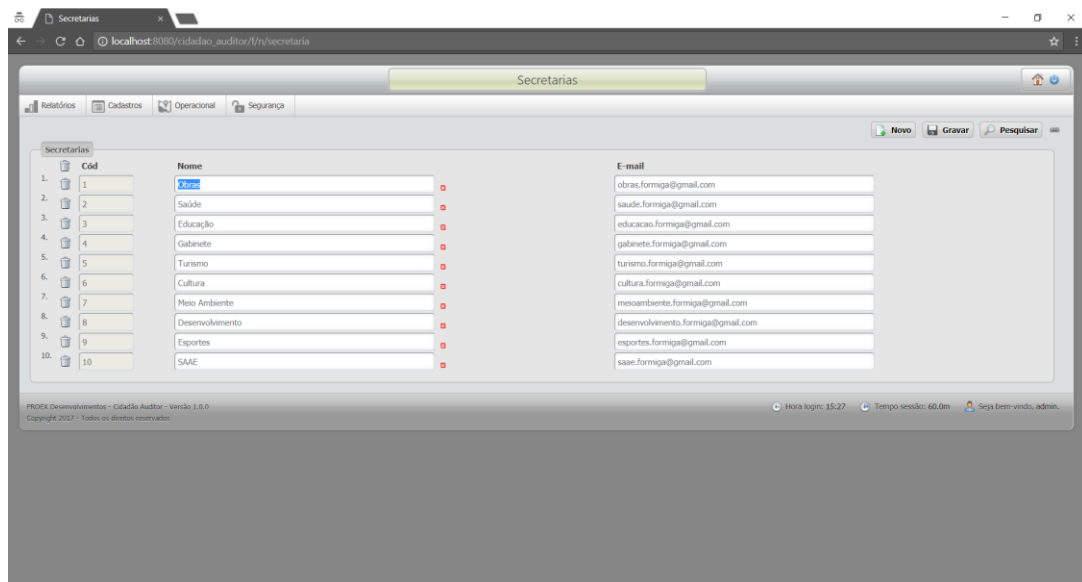 Secretarias
localhost:8080/cidadao_auditor/f/n/secretaria
Secretarias
Relatórios Cadastros Operacional Segurança
Novo Gravar Pesquisar
Secretarias
Cód Nome E-mail
1. 1 Obras obras.formiga@gmail.com
2. 2 Saúde saude.formiga@gmail.com
3. 3 Educação educacao.formiga@gmail.com
4. 4 Gabinete gabinete.formiga@gmail.com
5. 5 Turismo turismo.formiga@gmail.com
6. 6 Cultura cultura.formiga@gmail.com
7. 7 Meio Ambiente meioambiente.formiga@gmail.com
8. 8 Desenvolvimento desenvolvimento.formiga@gmail.com
9. 9 Esportes esportes.formiga@gmail.com
10. 10 SAAE saae.formiga@gmail.com
PROEX Desenvolvimentos - Cidadão Auditor - Versão 1.0.0 Hora login: 15:27 Tempo sessão: 60.0m Seja bem-vindo, admin.
Copyright 2017 - Todos os direitos reservados